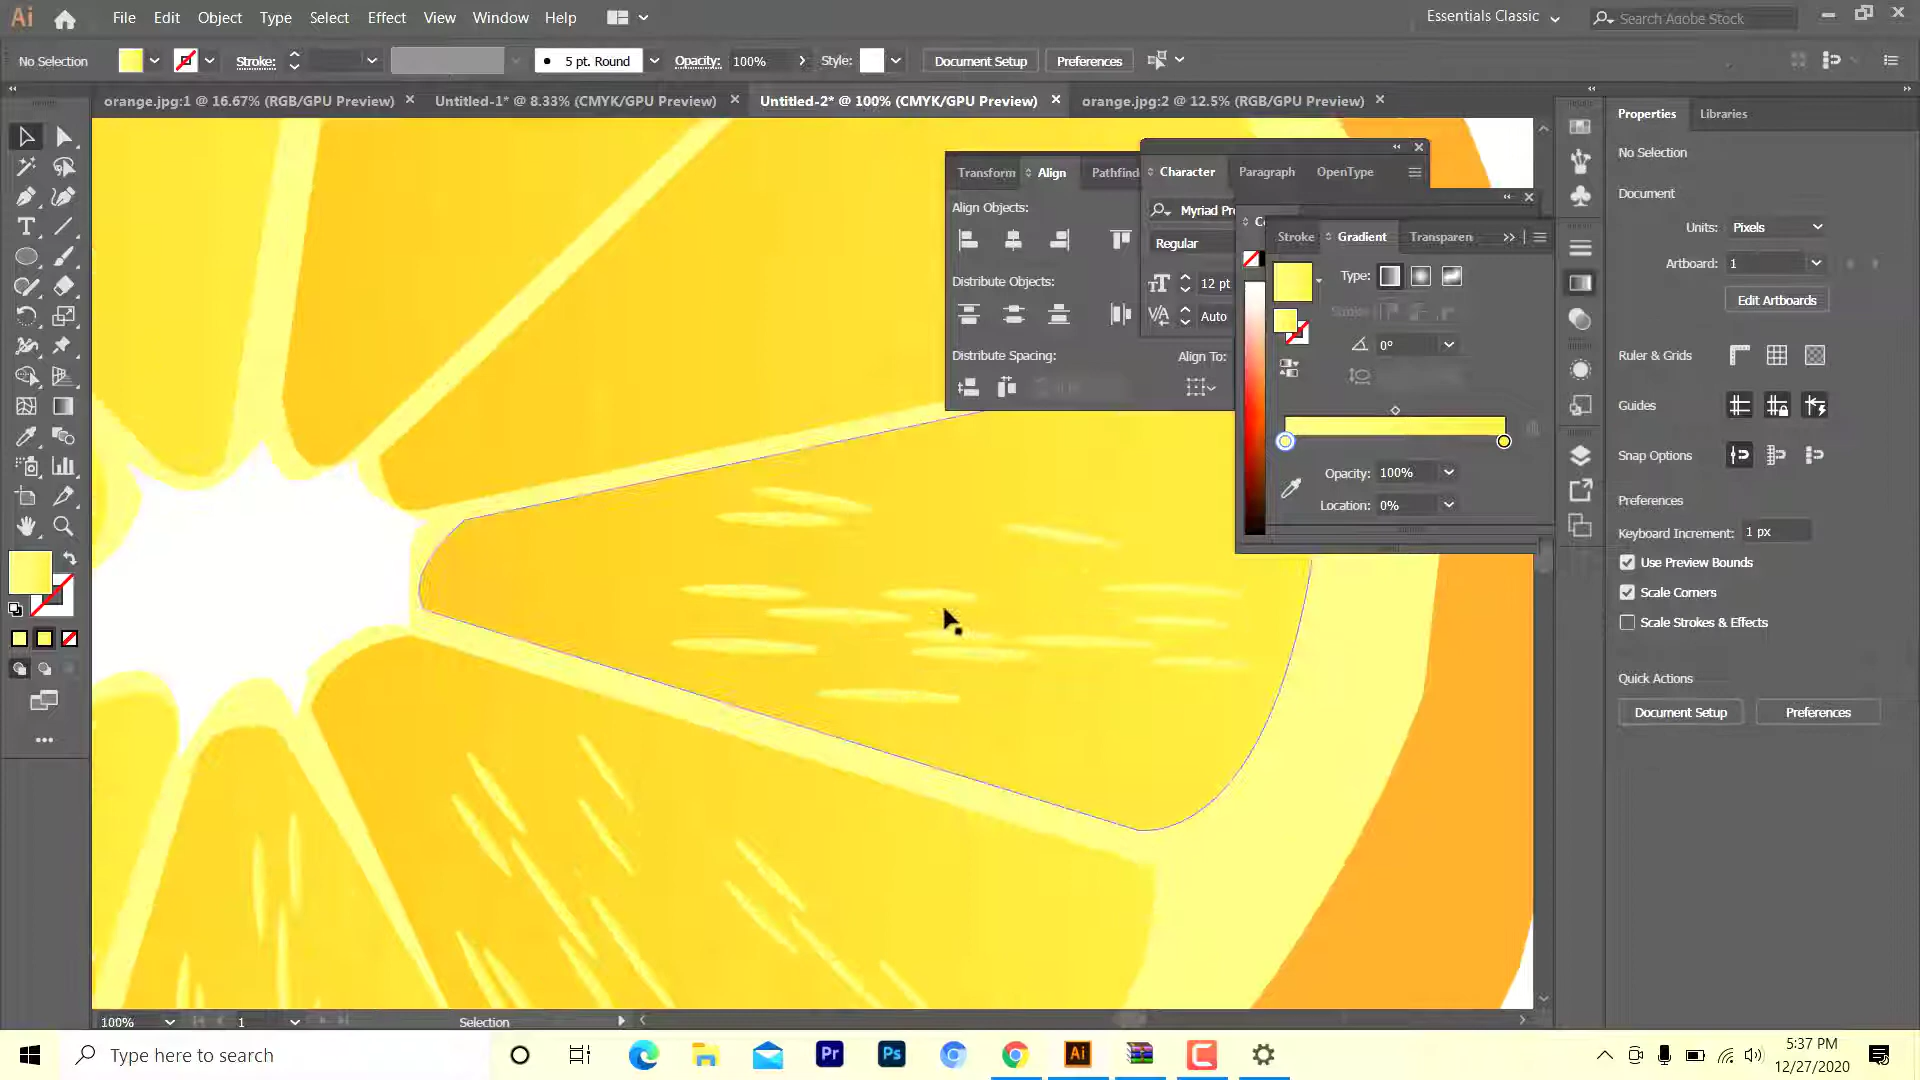 Ai File Edit Object Type Select Effect View Window Help Essentials Classic Search Adobe Stock
No Selection Stroke: 5 pt. Round Opacity: 100% Style: Document Setup Preferences
orange.jpg:1 @ 16.67% (RGB/GPU Preview) Untitled-1* @ 8.33% (CMYK/GPU Preview) Untitled-2* @ 100% (CMYK/GPU Preview) orange.jpg:2 @ 12.5% (RGB/GPU Preview)
Properties Libraries
No Selection
Document
Units: Pixels
Artboard: 1
Edit Artboards
Ruler & Grids
Guides
Snap Options
Preferences
Keyboard Increment: 1 px
Use Preview Bounds
Scale Corners
Scale Strokes & Effects
Quick Actions
Document Setup Preferences
Transform Align Pathfind
Align Objects:
Distribute Objects:
Distribute Spacing: Align To:
Character Paragraph OpenType
Myriad Pr
Regular
12 pt
Auto
Stroke Gradient Transparen
Type:
Stroke:
0°
Opacity: 100%
Location: 0%
100% 1 Selection
Type here to search
Pr Ps Ai
5:37 PM
12/27/2020